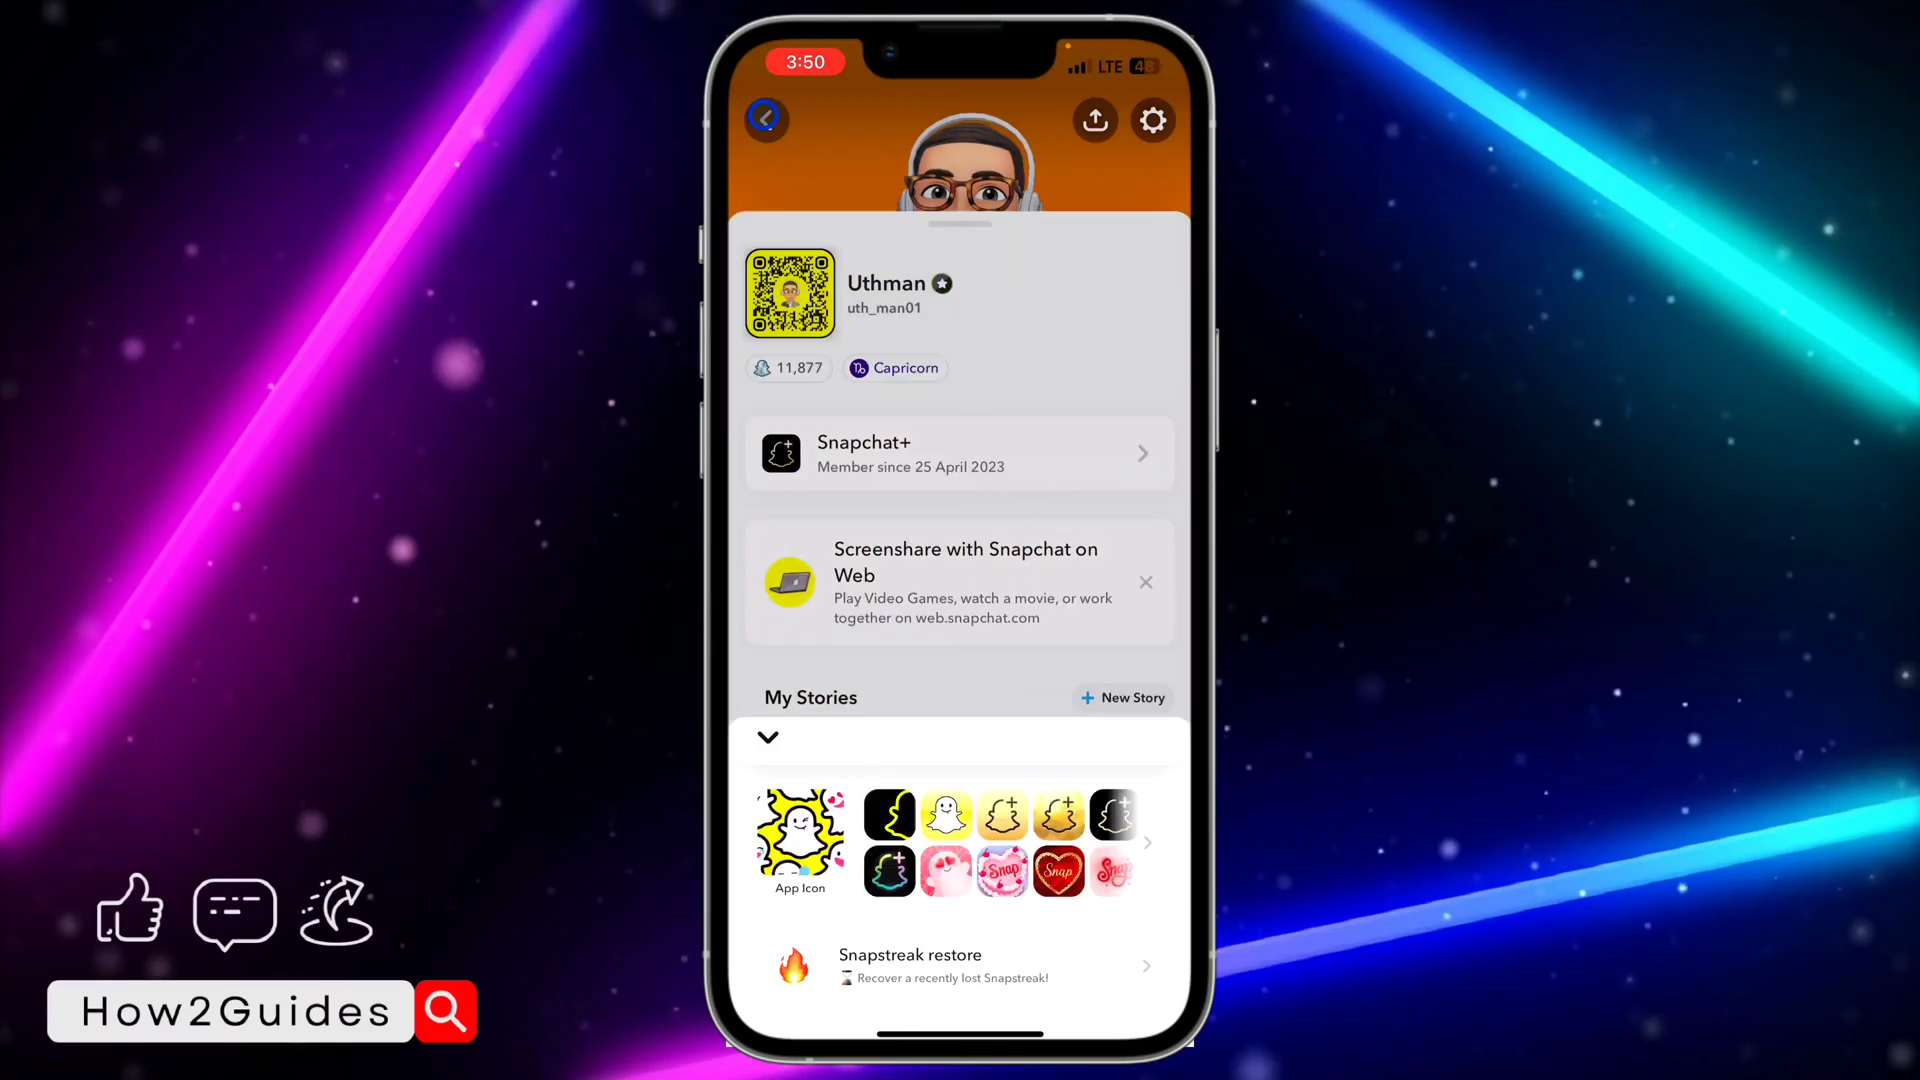 3:50
LTE 48
Uthman
uth_man01
11,877
Capricorn
Snapchat+
Member since 25 April 2023
Screenshare with Snapchat on
Web
Play Video Games, watch a movie, or work
together on web.snapchat.com
My Stories
+ New Story
App Icon
Snap
Snap
Snap
Snapstreak restore
Recover a recently lost Snapstreak!
How2Guides